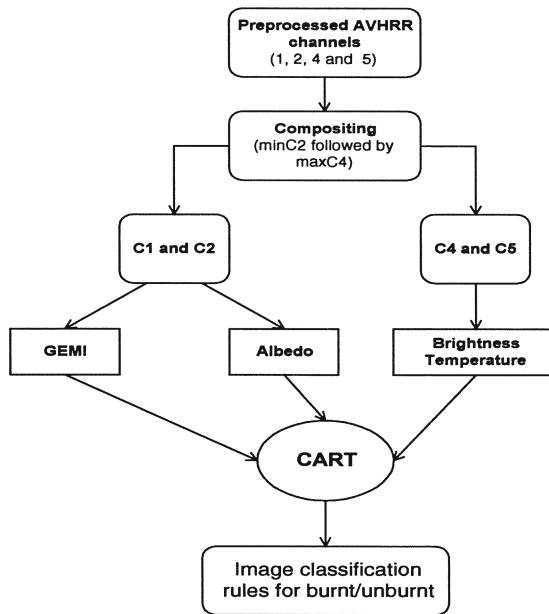 Preprocessed AVHRR
channels
(1, 2, 4 and 5)
Compositing
(minC2 followed by
maxC4)
C1 and C2
C4 and C5
GEMI
Albedo
Brightness
Temperature
CART
Image classification
rules for burnt/unburnt